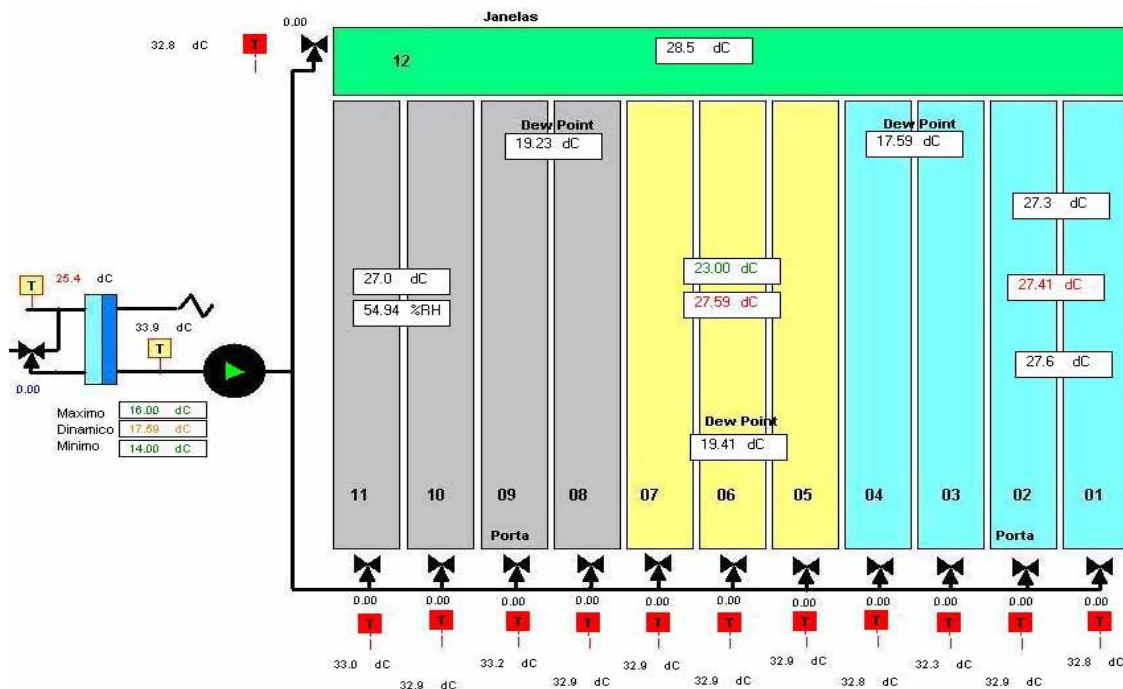 Janelas
0.00
32.8 dC
T
28.5 dC
12
Dew Point
19.23 dC
Dew Point
17.59 dC
27.3 dC
27.0 dC
54.94 %RH
23.00 dC
27.59 dC
27.41 dC
27.6 dC
T
25.4 dC
33.9 dC
T
0.00
Maximo 16.00 dC
Dinamico 17.59 dC
Minimo 14.00 dC
Dew Point
19.41 dC
11 10 09 08 07 06 05 04 03 02 01
Porta Porta
0.00 0.00 0.00 0.00 0.00 0.00 0.00 0.00 0.00 0.00 0.00
T T T T T T T T T T T
33.0 dC 32.9 dC 33.2 dC 32.9 dC 32.9 dC 32.9 dC 32.9 dC 32.8 dC 32.3 dC 32.9 dC 32.8 dC